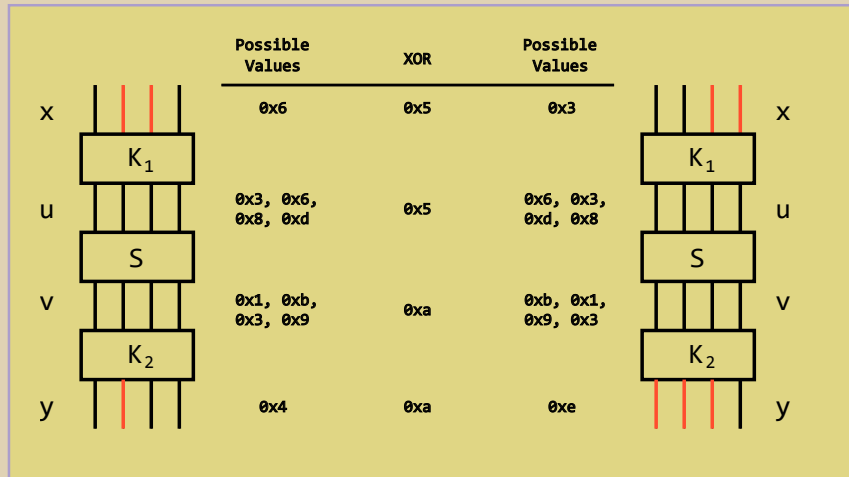 Possible Values XOR Possible Values
x 0x6 0x5 0x3 x
K1 K1
u 0x3, 0x6, 0x8, 0xd 0x5 0x6, 0x3, 0xd, 0x8 u
S S
v 0x1, 0xb, 0x3, 0x9 0xa 0xb, 0x1, 0x9, 0x3 v
K2 K2
y 0x4 0xa 0xe y